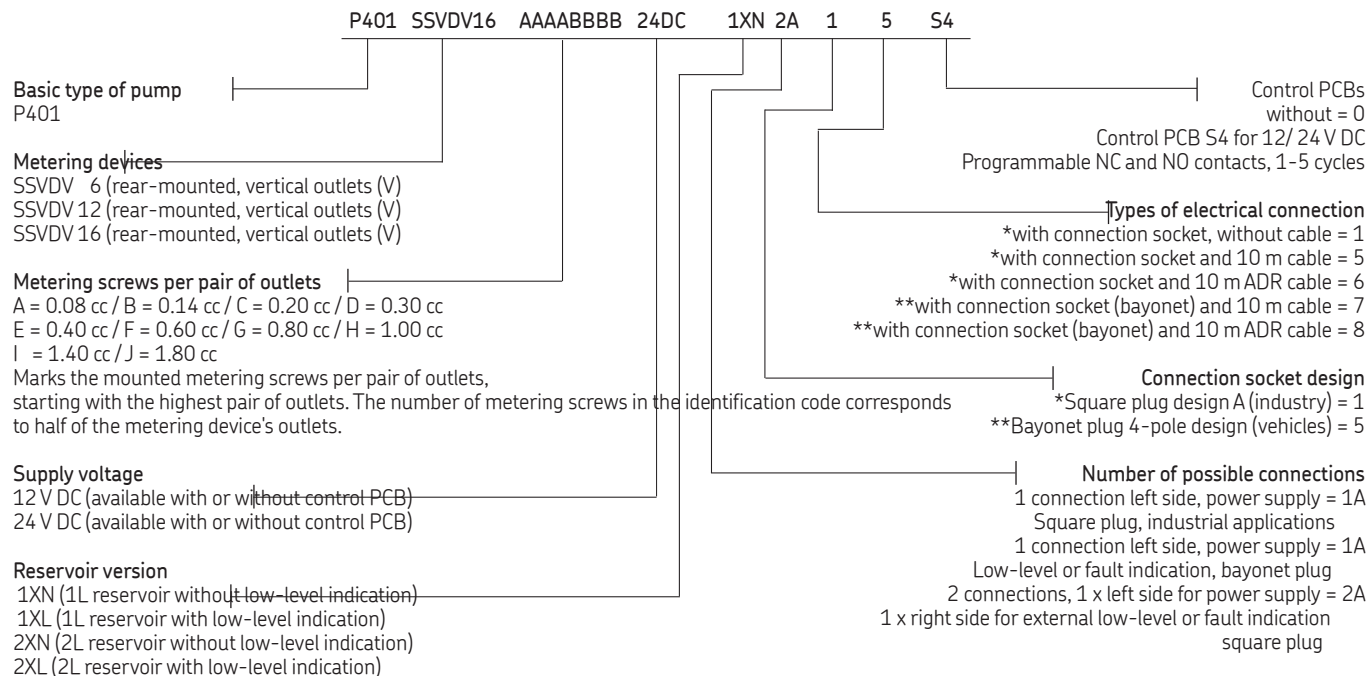 P401 SSVDV16 AAAABBBB 24DC 1XN 2A 1 5 S4
Basic type of pump
P401
Metering devices
SSVDV 6 (rear-mounted, vertical outlets (V)
SSVDV 12 (rear-mounted, vertical outlets (V)
SSVDV 16 (rear-mounted, vertical outlets (V)
Metering screws per pair of outlets
A = 0.08 cc / B = 0.14 cc / C = 0.20 cc / D = 0.30 cc
E = 0.40 cc / F = 0.60 cc / G = 0.80 cc / H = 1.00 cc
I = 1.40 cc / J = 1.80 cc
Marks the mounted metering screws per pair of outlets,
starting with the highest pair of outlets. The number of metering screws in the identification code corresponds
to half of the metering device's outlets.
Supply voltage
12 V DC (available with or without control PCB)
24 V DC (available with or without control PCB)
Reservoir version
1XN (1L reservoir without low-level indication)
1XL (1L reservoir with low-level indication)
2XN (2L reservoir without low-level indication)
2XL (2L reservoir with low-level indication)
Control PCBs
without = 0
Control PCB S4 for 12/ 24 V DC
Programmable NC and NO contacts, 1-5 cycles
Types of electrical connection
*with connection socket, without cable = 1
*with connection socket and 10 m cable = 5
*with connection socket and 10 m ADR cable = 6
**with connection socket (bayonet) and 10 m cable = 7
**with connection socket (bayonet) and 10 m ADR cable = 8
Connection socket design
*Square plug design A (industry) = 1
**Bayonet plug 4-pole design (vehicles) = 5
Number of possible connections
1 connection left side, power supply = 1A
Square plug, industrial applications
1 connection left side, power supply = 1A
Low-level or fault indication, bayonet plug
2 connections, 1 x left side for power supply = 2A
1 x right side for external low-level or fault indication
square plug